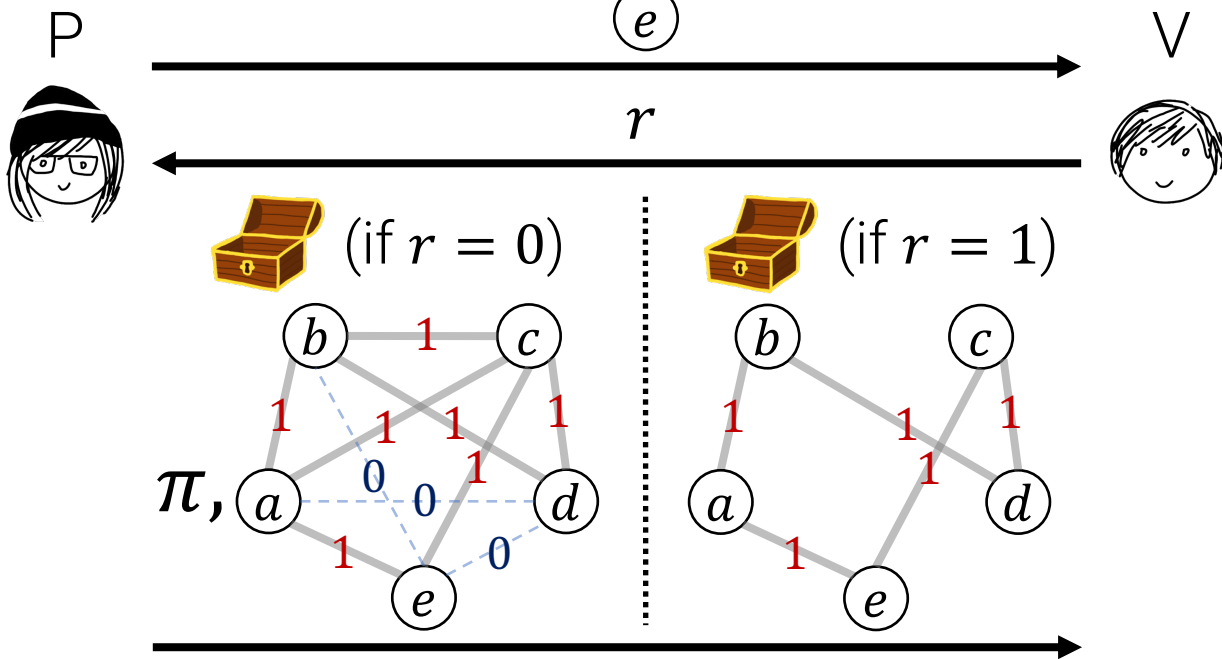 P e V
r
(if r = 0) (if r = 1)
b 1 c b c
1 1 1 1 1 1 1
0 1 1
π, a 0 d a d
1 0 1
e e